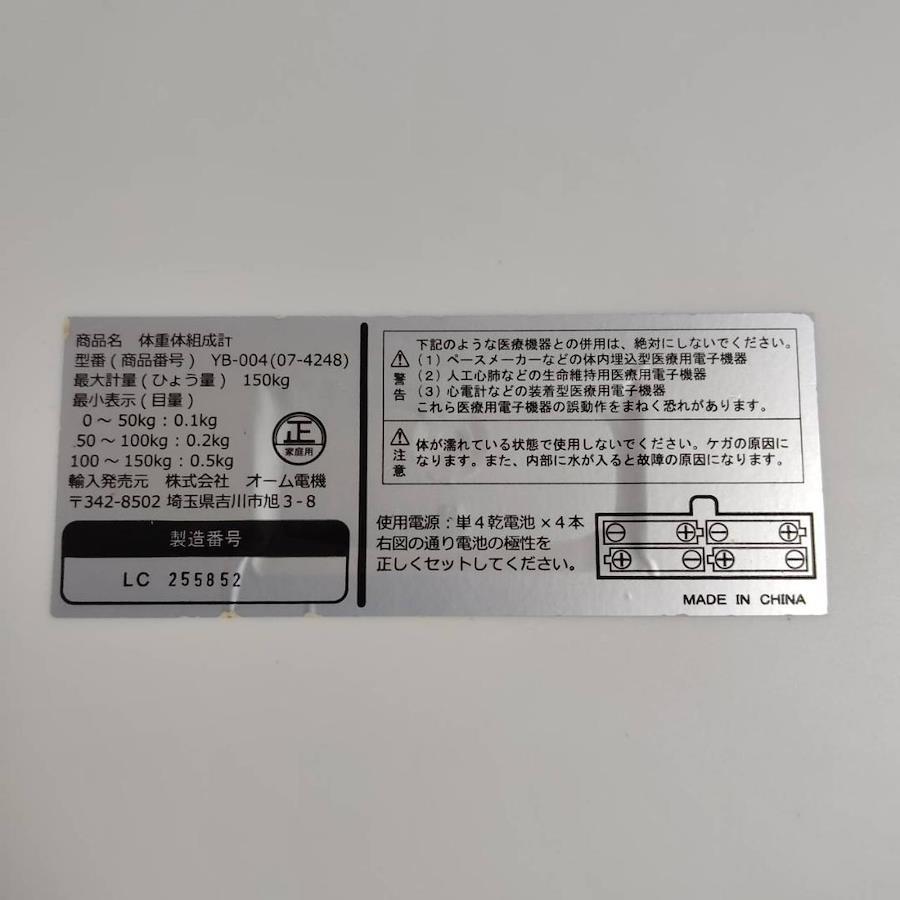 商品名 体重体組成計
型番(商品番号) YB-004(07-4248)
最大計量(ひょう量) 150kg
最小表示(目量)
0～50kg:0.1kg
50～100kg:0.2kg
100～150kg:0.5kg
正
家庭用
輸入発売元 株式会社 オーム電機
〒342-8502 埼玉県吉川市旭3-8
製造番号
LC 255852
警告
下記のような医療機器との併用は、絶対にしないでください。
(1)ペースメーカーなどの体内埋込型医療用電子機器
(2)人工心肺などの生命維持用医療用電子機器
(3)心電計などの装着型医療用電子機器
これら医療用電子機器の誤動作をまねく恐れがあります。
注意
体が濡れている状態で使用しないでください。ケガの原因に
なります。また、内部に水が入ると故障の原因になります。
使用電源:単4乾電池×4本
右図の通り電池の極性を
正しくセットしてください。
MADE IN CHINA